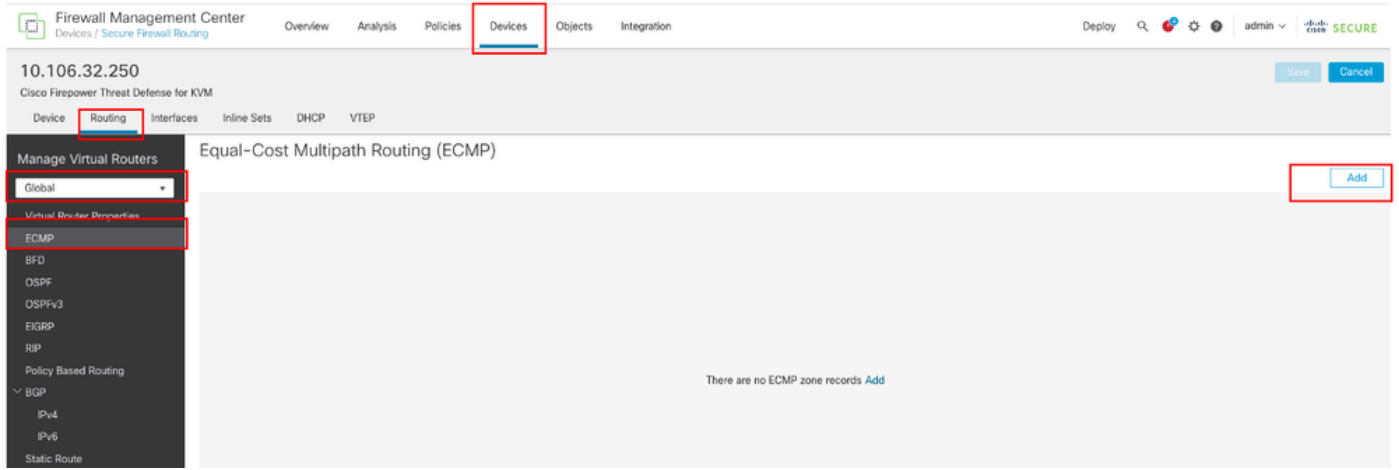 Firewall Management Center
Devices / Secure Firewall Routing
Overview Analysis Policies Devices Objects Integration
Deploy admin cisco SECURE
10.106.32.250
Cisco Firepower Threat Defense for KVM
Save Cancel
Device Routing Interfaces Inline Sets DHCP VTEP
Manage Virtual Routers
Global
Virtual Router Properties
ECMP
BFD
OSPF
OSPFv3
EIGRP
RIP
Policy Based Routing
BGP
IPv4
IPv6
Static Route
Equal-Cost Multipath Routing (ECMP)
Add
There are no ECMP zone records Add